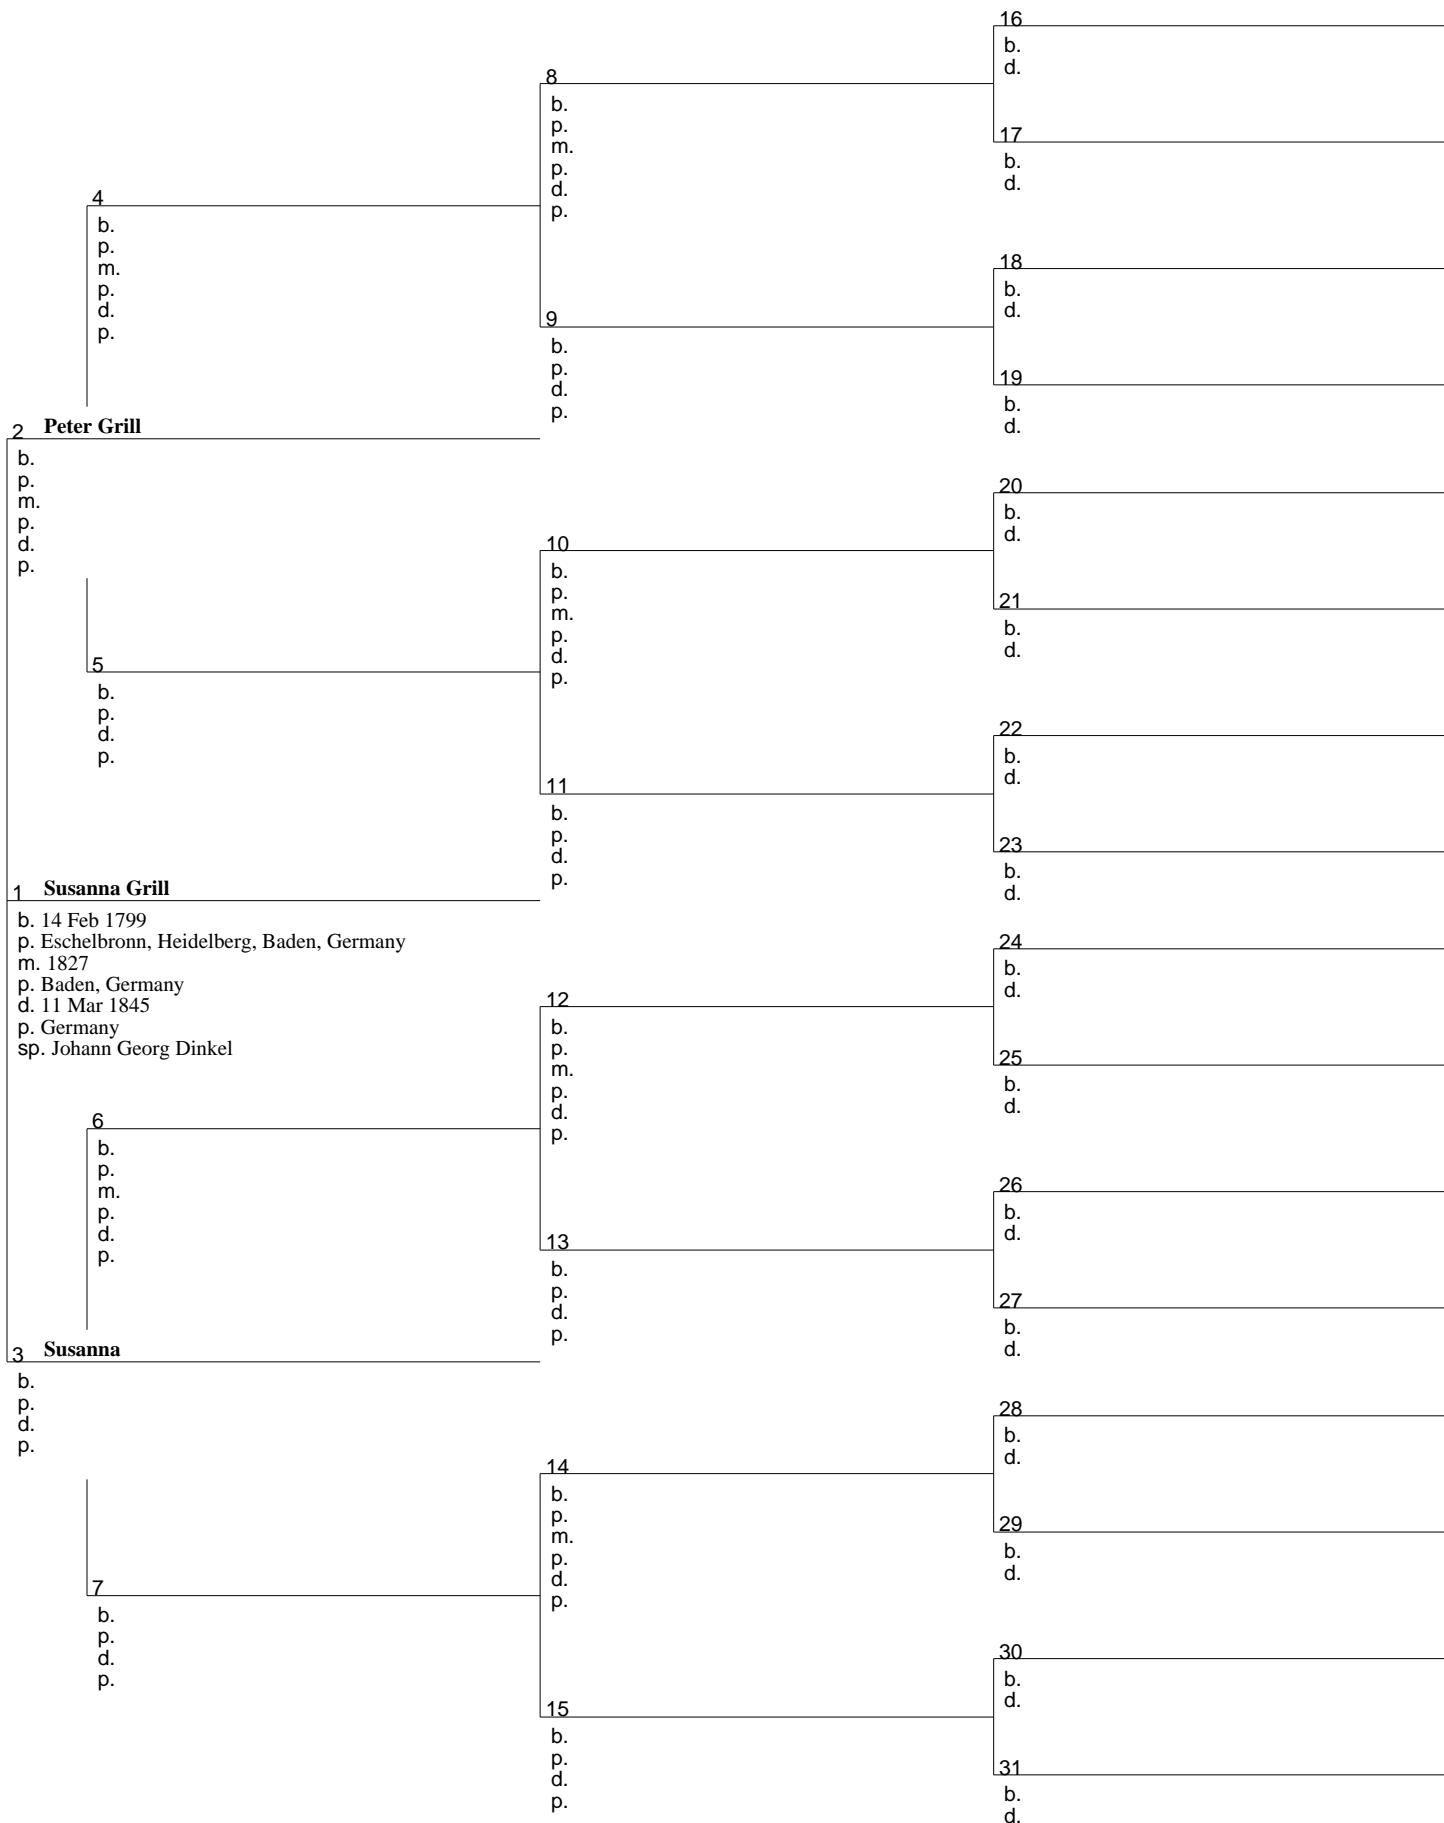 16
b.
d.
8
b.
p.
m.
p.
d.
p.
17
b.
d.
4
b.
p.
m.
p.
d.
p.
18
b.
d.
9
b.
p.
d.
p.
19
b.
d.
2 Peter Grill
b.
p.
m.
p.
d.
p.
20
b.
d.
10
b.
p.
m.
p.
d.
p.
21
b.
d.
5
b.
p.
d.
p.
22
b.
d.
11
b.
p.
d.
p.
23
b.
d.
1 Susanna Grill
b. 14 Feb 1799
p. Eschelbronn, Heidelberg, Baden, Germany
m. 1827
p. Baden, Germany
d. 11 Mar 1845
p. Germany
sp. Johann Georg Dinkel
24
b.
d.
12
b.
p.
m.
p.
d.
p.
25
b.
d.
6
b.
p.
m.
p.
d.
p.
26
b.
d.
13
b.
p.
d.
p.
27
b.
d.
3 Susanna
b.
p.
d.
p.
28
b.
d.
14
b.
p.
m.
p.
d.
p.
29
b.
d.
7
b.
p.
d.
p.
30
b.
d.
15
b.
p.
d.
p.
31
b.
d.